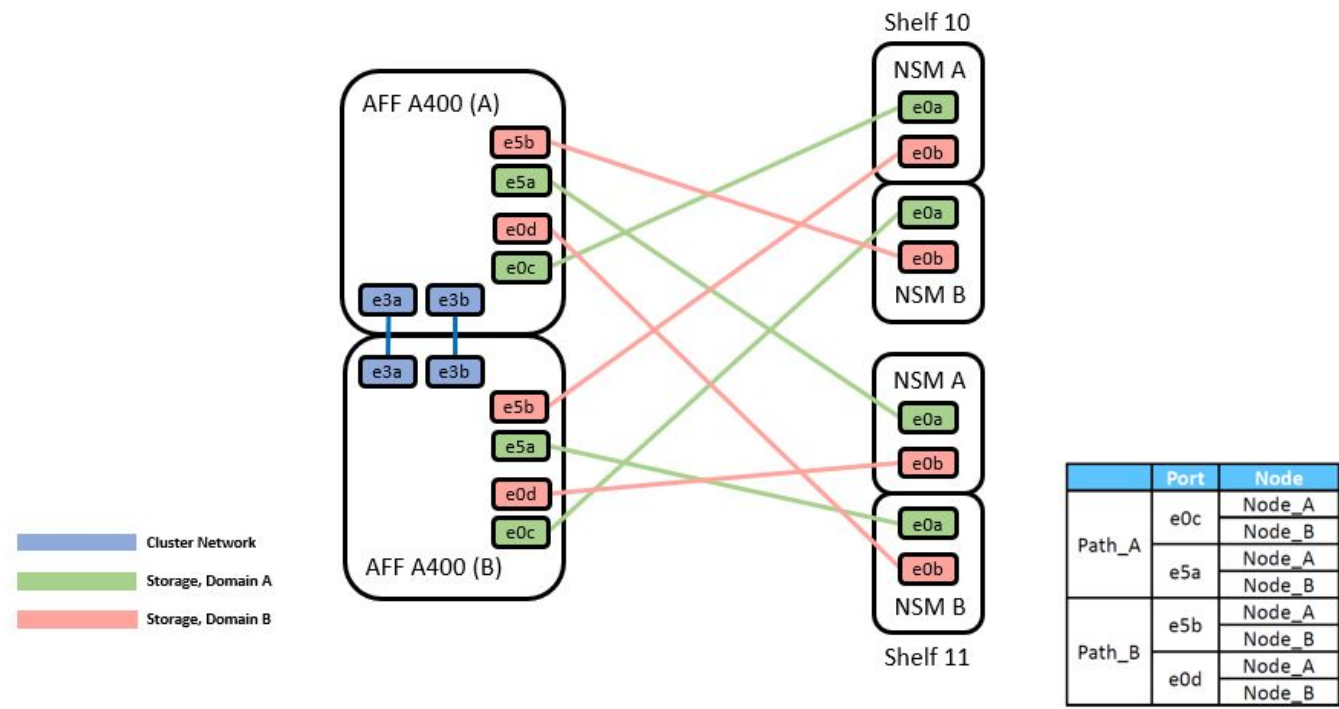 Shelf 10
NSM A
e0a
e0b
e0a
e0b
NSM B
AFF A400 (A)
e5b
e5a
e0d
e0c
e3a e3b
e3a e3b
e5b
e5a
e0d
e0c
AFF A400 (B)
NSM A
e0a
e0b
e0a
e0b
NSM B
Shelf 11
Cluster Network
Storage, Domain A
Storage, Domain B
Port Node
Path_A e0c Node_A
Node_B
e5a Node_A
Node_B
Path_B e5b Node_A
Node_B
e0d Node_A
Node_B